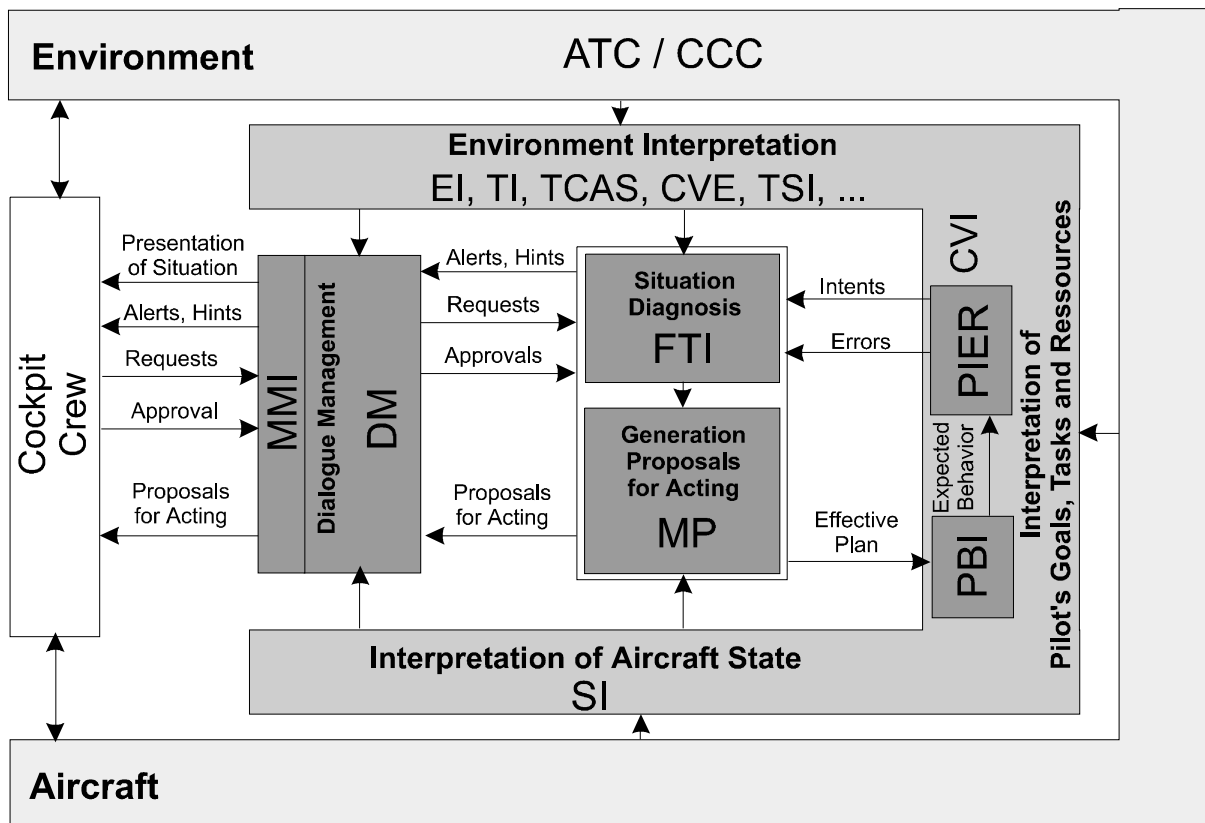 Environment
ATC / CCC
Environment Interpretation
EI, TI, TCAS, CVE, TSI, ...
Cockpit
Crew
Presentation
of Situation
Alerts, Hints
Requests
Approval
Proposals
for Acting
MMI
Dialogue Management
DM
Alerts, Hints
Requests
Approvals
Proposals
for Acting
Situation
Diagnosis
FTI
Generation
Proposals
for Acting
MP
Intents
Errors
Effective
Plan
CVI
PIER
Expected
Behavior
PBI
Interpretation of
Pilot's Goals, Tasks and Ressources
Interpretation of Aircraft State
SI
Aircraft